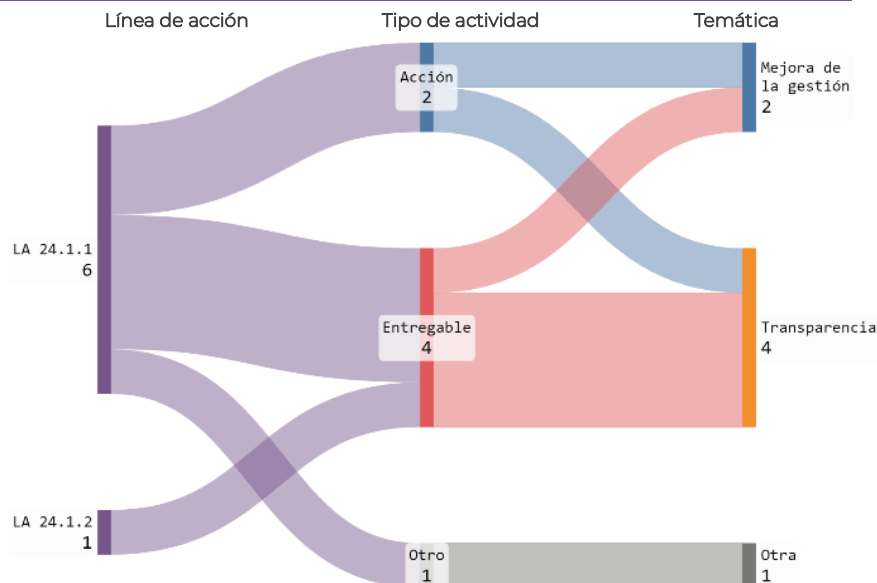 Línea de acción
Tipo de actividad
Temática
Acción
2
Mejora de
la gestión
2
LA 24.1.1
6
Entregable
4
Transparencia
4
LA 24.1.2
1
Otro
1
Otra
1